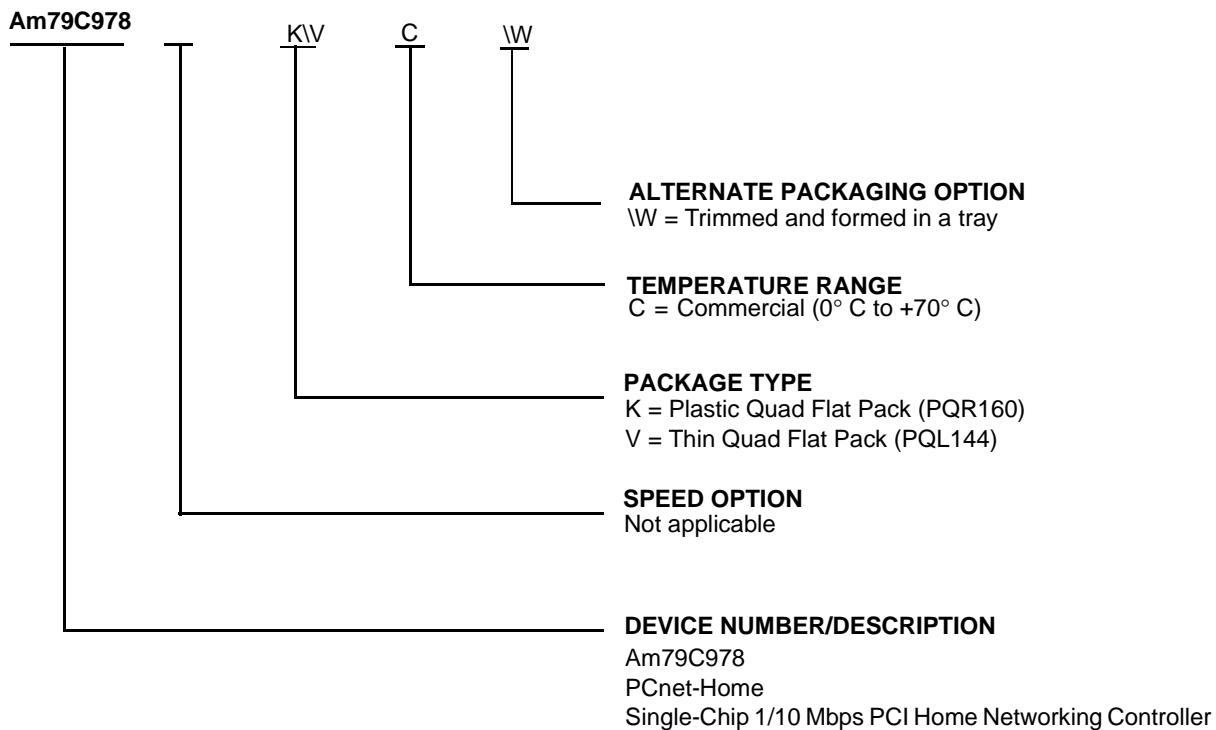 Am79C978 K\V C \W
ALTERNATE PACKAGING OPTION
\W = Trimmed and formed in a tray
TEMPERATURE RANGE
C = Commercial (0° C to +70° C)
PACKAGE TYPE
K = Plastic Quad Flat Pack (PQR160)
V = Thin Quad Flat Pack (PQL144)
SPEED OPTION
Not applicable
DEVICE NUMBER/DESCRIPTION
Am79C978
PCnet-Home
Single-Chip 1/10 Mbps PCI Home Networking Controller